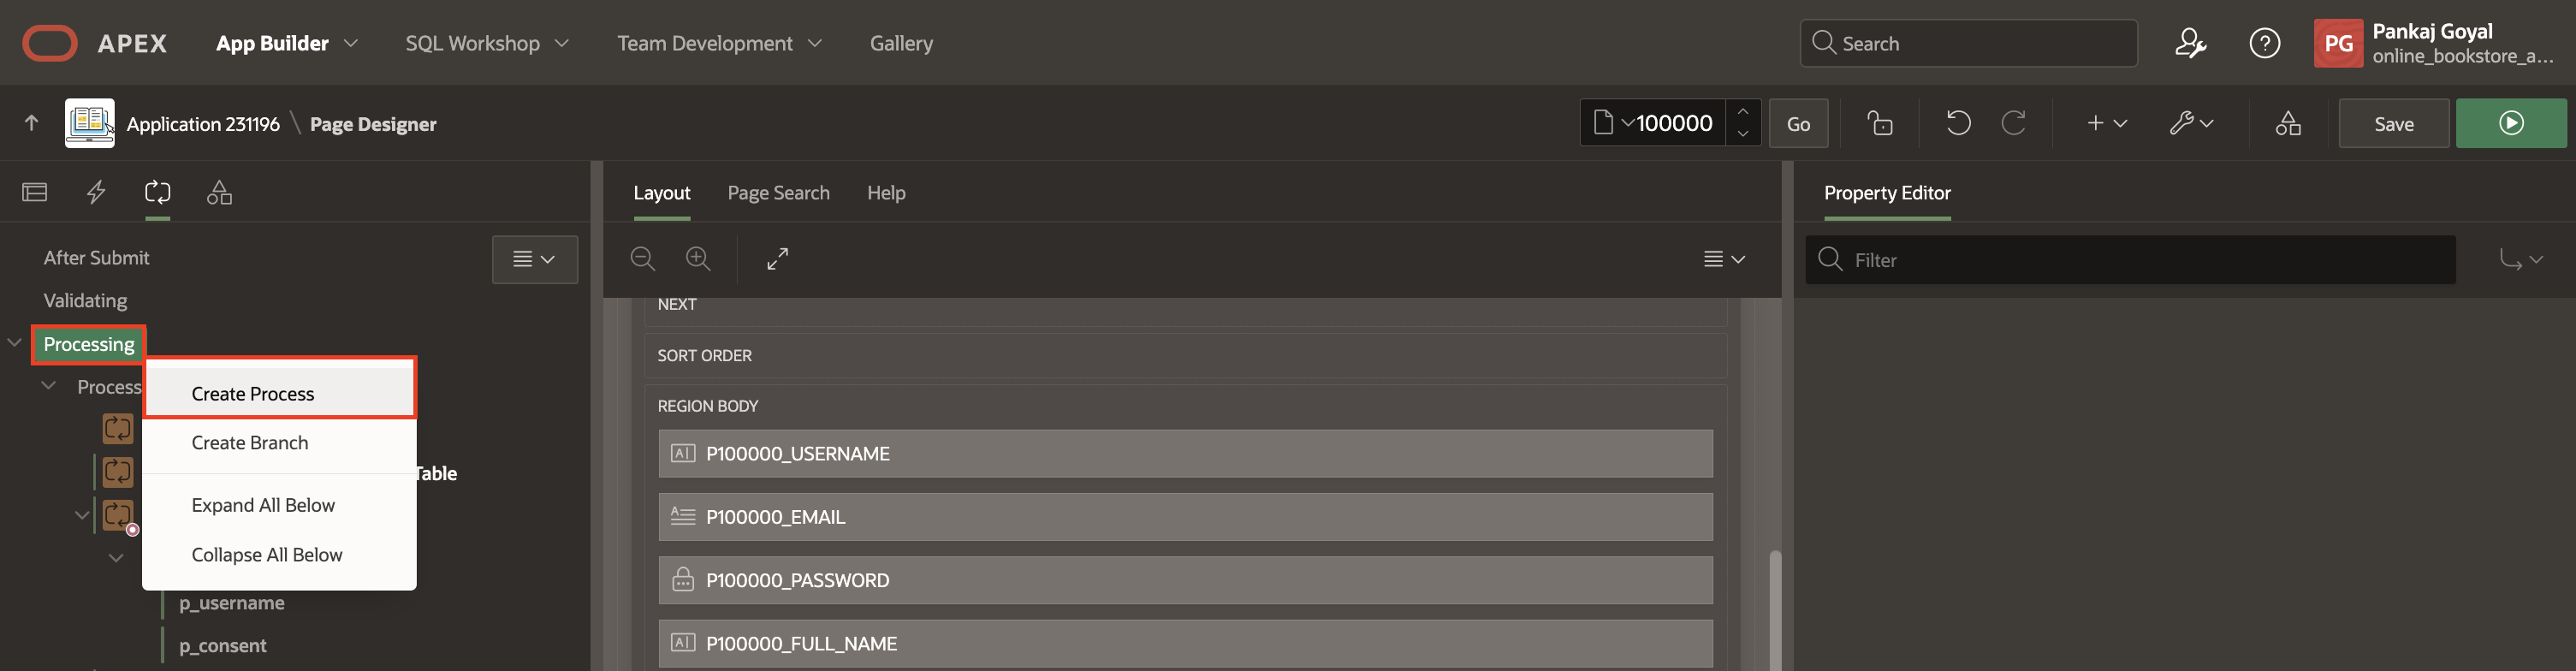 APEX App Builder SQL Workshop Team Development Gallery Search PG Pankaj Goyal
online_bookstore_a...
Application 231196 \ Page Designer 100000 Go Save
Layout Page Search Help Property Editor
After Submit
Filter
Validating
Processing
Process
Create Process
Create Branch
Table
Expand All Below
Collapse All Below
p_username
p_consent
NEXT
SORT ORDER
REGION BODY
P100000_USERNAME
P100000_EMAIL
P100000_PASSWORD
P100000_FULL_NAME